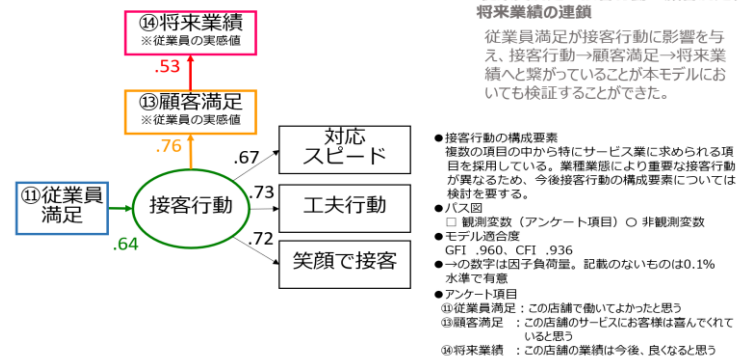 将来業績の連鎖
従業員満足が接客行動に影響を与
え、接客行動→顧客満足→将来業
績へと繋がっていることが本モデルにお
いても検証することができた。
⑭将来業績
※従業員の実感値
.53
⑬顧客満足
※従業員の実感値
.76
⑪従業員
満足
.64
接客行動
.67
対応
スピード
.73
工夫行動
.72
笑顔で接客
●接客行動の構成要素
複数の項目の中から特にサービス業に求められる項
目を採用している。業種業態により重要な接客行動
が異なるため、今後接客行動の構成要素については
検討を要する。
●パス図
□ 観測変数（アンケート項目）○ 非観測変数
●モデル適合度
GFI .960、CFI .936
●→の数字は因子負荷量。記載のないものは0.1%
水準で有意
●アンケート項目
⑪従業員満足：この店舗で働いてよかったと思う
⑬顧客満足 ：この店舗のサービスにお客様は喜んでくれて
いると思う
⑭将来業績 ：この店舗の業績は今後、良くなると思う